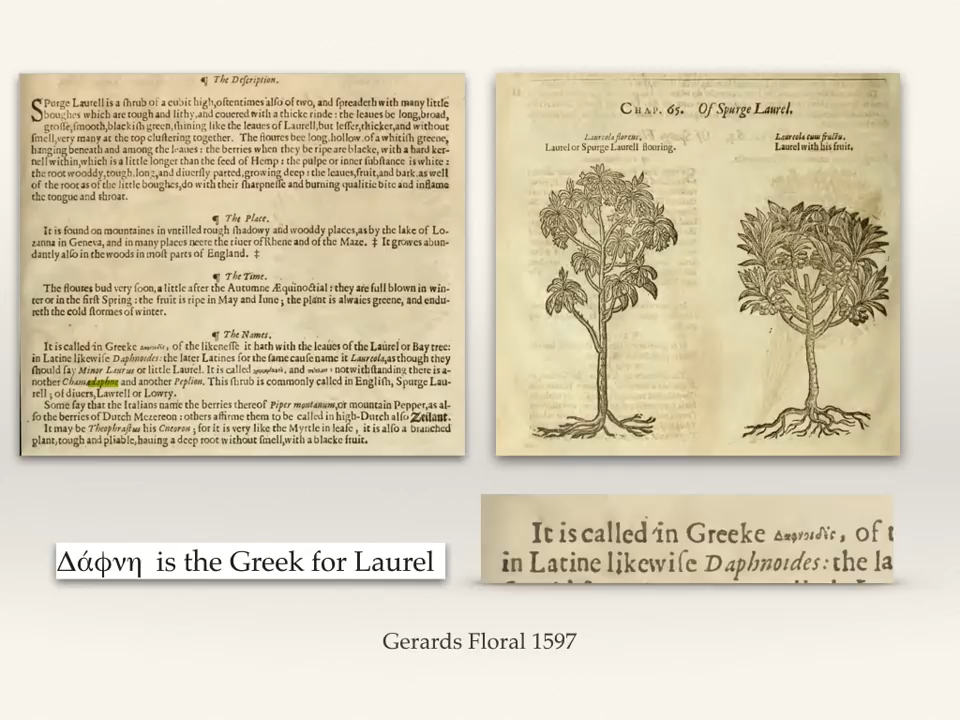 ¶ The Deſcription.
SPurge Laurell is a ſhrub of a cubit high, oftentimes alſo of two, and ſpreadeth with many little
boughes which are tough and lithy, and couered with a thicke rinde : the leaues be long, broad,
groſſe, ſmooth, blackiſh greene, ſhining like the leaues of Laurell, but leſſer, thicker, and without
ſmell, very many at the top cluſtering together. The floures bee long, hollow, of a whitiſh greene,
hanging beneath and among the leaues : the berries when they be ripe are blacke, with a hard ker-
nell within, which is a little longer than the ſeed of Hemp : the pulpe or inner ſubſtance is white :
the root wooddy, tough, long, and diuerſly parted, growing deep : the leaues, fruit, and bark, as well
of the root as of the little boughes, do with their ſharpneſſe and burning qualitie bite and inflame
the tongue and throat.
¶ The Place.
It is found on mountaines in vntilled rough ſhadowy and wooddy places, as by the lake of Lo-
zanna in Geneva, and in many places neere the riuer of Rhene and of the Maze. ‡ It growes abun-
dantly alſo in the woods in moſt parts of England. ‡
¶ The Time.
The floures bud very ſoon, a little after the Autumne Æquinoctial : they are full blown in win-
ter or in the firſt Spring : the fruit is ripe in May and Iune ; the plant is alwaies greene, and endu-
reth the cold ſtormes of winter.
¶ The Names.
It is called in Greeke of the likeneſſe it hath with the leaues of the Laurel or Bay tree:
in Latine likewiſe Daphnoides: the later Latines for the ſame cauſe name it Laureola, as though they
ſhould ſay Minor Laurus or little Laurel. It is called and notwithſtanding there is a-
nother Chamædaphne and another Peplion. This ſhrub is commonly called in Engliſh, Spurge Lau-
rell ; of diuers, Lawrell or Lowry.
Some ſay that the Italians name the berries thereof Piper montanum, or mountain Pepper, as al-
ſo the berries of Dutch Mezereon : others affirme them to be called in high-Dutch alſo Zeilant.
It may be Theophraſtus his Cneoron ; for it is very like the Myrtle in leafe, it is alſo a branched
plant, tough and pliable, hauing a deep root without ſmell, with a blacke fruit.
CHAP. 65. Of Spurge Laurel.
Laureola florens.
Laurel or Spurge Laurell flouring.
Laureola cum fructu.
Laurel with his fruit.
Δάφνη is the Greek for Laurel
It is called in Greeke , of t
in Latine likewiſe Daphnoides: the la
Gerards Floral 1597